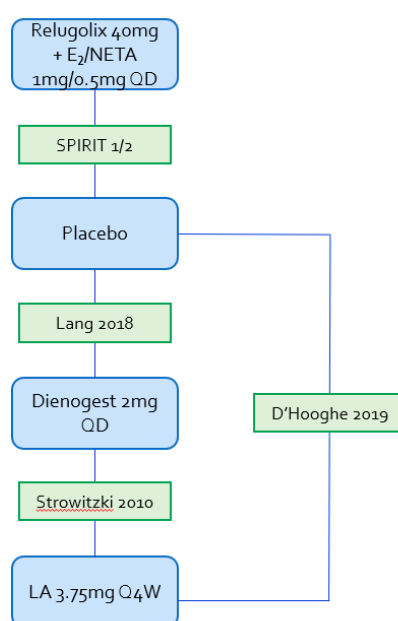 Relugolix 40mg
+ E₂/NETA
1mg/0.5mg QD
SPIRIT 1/2
Placebo
Lang 2018
Dienogest 2mg
QD
D'Hooghe 2019
Strowitzki 2010
LA 3.75mg Q4W